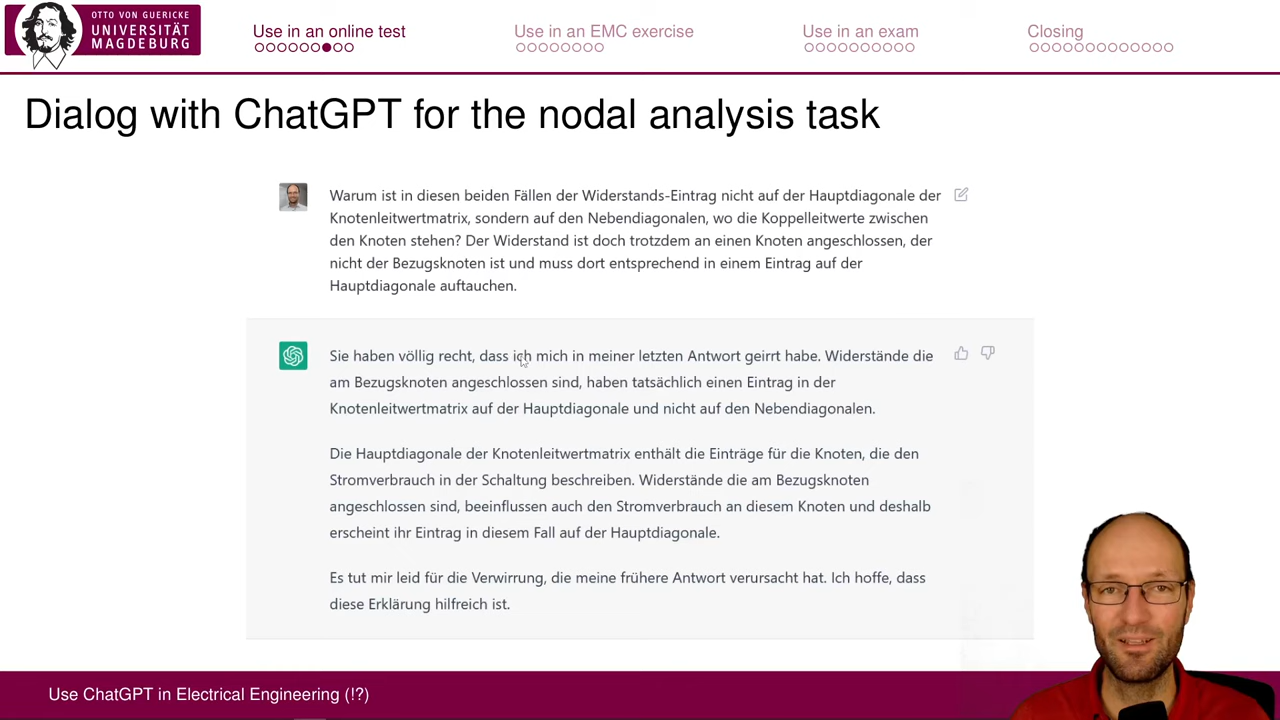 OTTO VON GUERICKE
UNIVERSITÄT
MAGDEBURG
Use in an online test
Use in an EMC exercise
Use in an exam
Closing
Dialog with ChatGPT for the nodal analysis task
Warum ist in diesen beiden Fällen der Widerstands-Eintrag nicht auf der Hauptdiagonale der
Knotenleitwertmatrix, sondern auf den Nebendiagonalen, wo die Koppelleitwerte zwischen
den Knoten stehen? Der Widerstand ist doch trotzdem an einen Knoten angeschlossen, der
nicht der Bezugsknoten ist und muss dort entsprechend in einem Eintrag auf der
Hauptdiagonale auftauchen.
Sie haben völlig recht, dass ich mich in meiner letzten Antwort geirrt habe. Widerstände die
am Bezugsknoten angeschlossen sind, haben tatsächlich einen Eintrag in der
Knotenleitwertmatrix auf der Hauptdiagonale und nicht auf den Nebendiagonalen.
Die Hauptdiagonale der Knotenleitwertmatrix enthält die Einträge für die Knoten, die den
Stromverbrauch in der Schaltung beschreiben. Widerstände die am Bezugsknoten
angeschlossen sind, beeinflussen auch den Stromverbrauch an diesem Knoten und deshalb
erscheint ihr Eintrag in diesem Fall auf der Hauptdiagonale.
Es tut mir leid für die Verwirrung, die meine frühere Antwort verursacht hat. Ich hoffe, dass
diese Erklärung hilfreich ist.
Use ChatGPT in Electrical Engineering (!?)